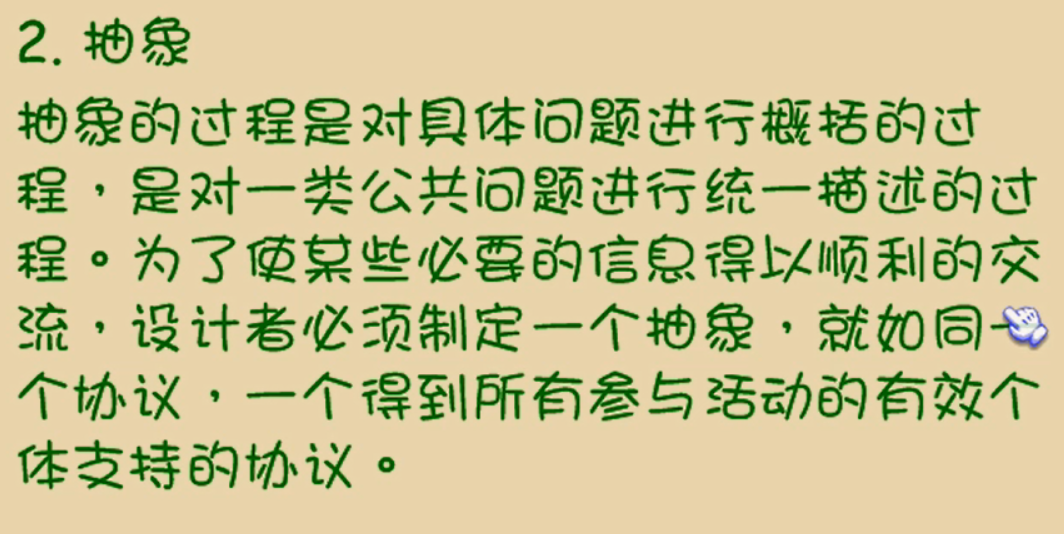 2. 抽象
抽象的过程是对具体问题进行概括的过
程，是对一类公共问题进行统一描述的过
程。为了使某些必要的信息得以顺利的交
流，设计者必须制定一个抽象，就如同一
个协议，一个得到所有参与活动的有效个
体支持的协议。